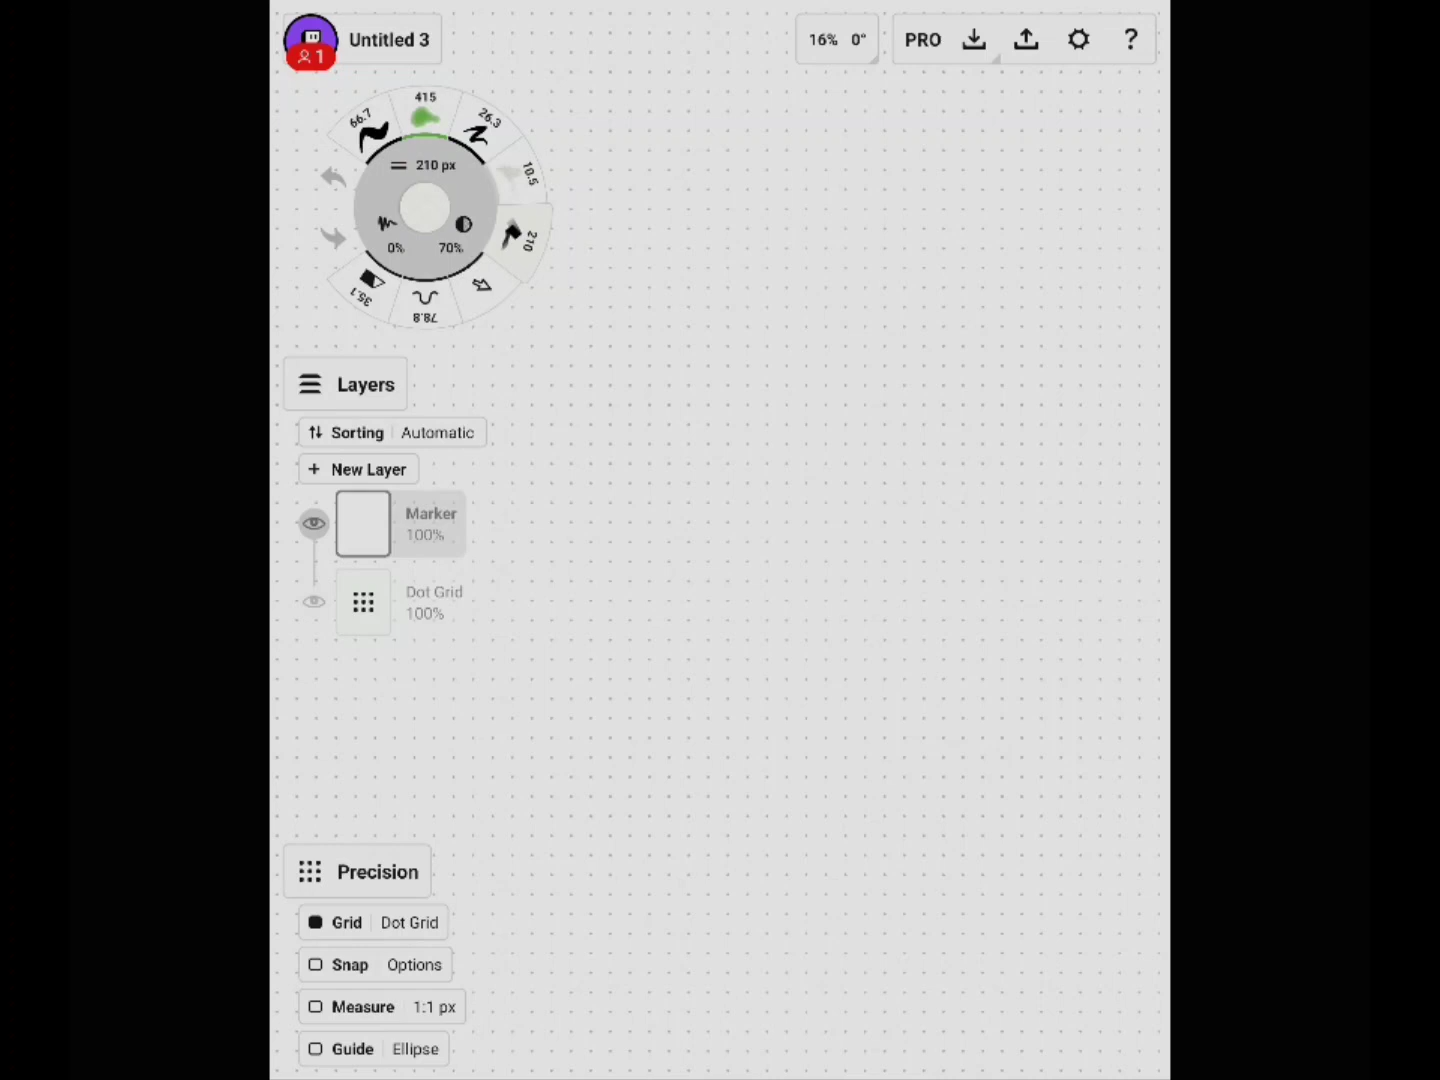 Untitled 3
1
16% 0°
PRO
?
415
66.7
26.3
10.5
210 px
210
0%
70%
35.1
78.8
Layers
Sorting Automatic
+ New Layer
Marker
100%
Dot Grid
100%
Precision
Grid Dot Grid
Snap Options
Measure 1:1 px
Guide Ellipse